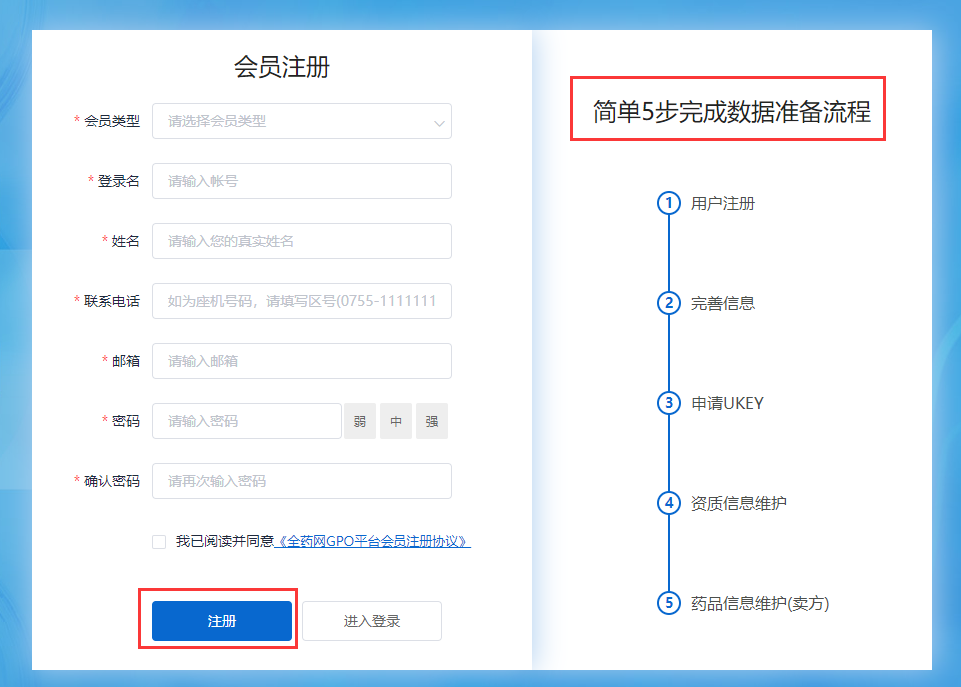 会员注册
* 会员类型 请选择会员类型
* 登录名 请输入帐号
* 姓名 请输入您的真实姓名
* 联系电话 如为座机号码，请填写区号(0755-1111111
* 邮箱 请输入邮箱
* 密码 请输入密码 弱 中 强
* 确认密码 请再次输入密码
我已阅读并同意《全药网GPO平台会员注册协议》
注册 进入登录
简单5步完成数据准备流程
1 用户注册
2 完善信息
3 申请UKEY
4 资质信息维护
5 药品信息维护(卖方)